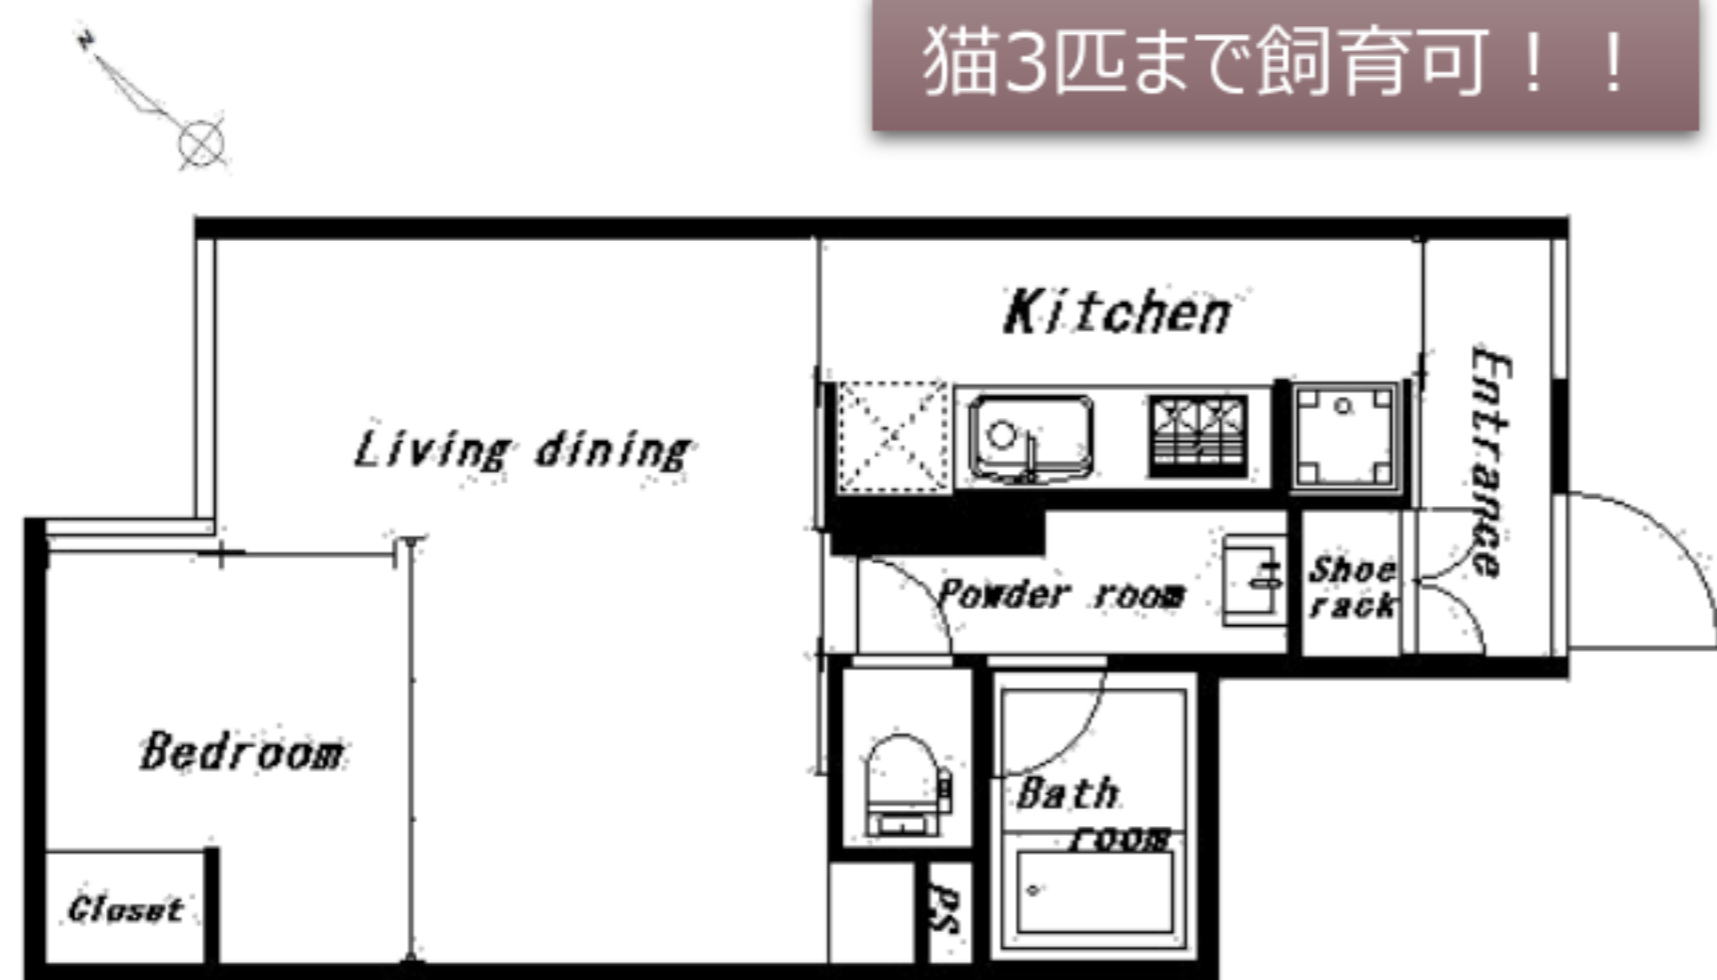 猫3匹まで飼育可！！
N
Kitchen
Entrance
Living dining
Powder room
Shoe
rack
Bedroom
Bath
room
Closet
PS